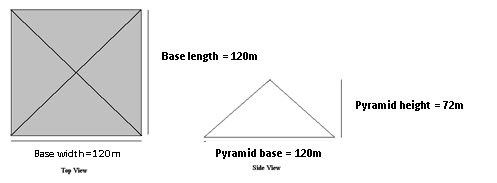 Base length = 120m
Pyramid height = 72m
Base width = 120m
Pyramid base = 120m
Top View
Side View